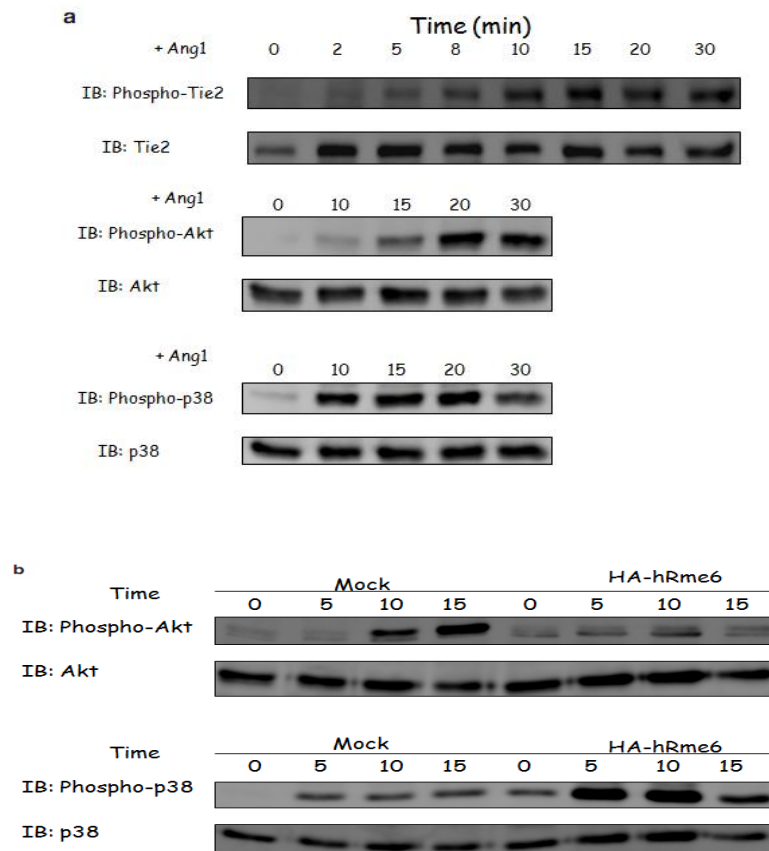 a
Time (min)
+ Ang1 0 2 5 8 10 15 20 30
IB: Phospho-Tie2
IB: Tie2
+ Ang1 0 10 15 20 30
IB: Phospho-Akt
IB: Akt
+ Ang1 0 10 15 20 30
IB: Phospho-p38
IB: p38
b
Time Mock HA-hRme6
0 5 10 15 0 5 10 15
IB: Phospho-Akt
IB: Akt
Time Mock HA-hRme6
0 5 10 15 0 5 10 15
IB: Phospho-p38
IB: p38